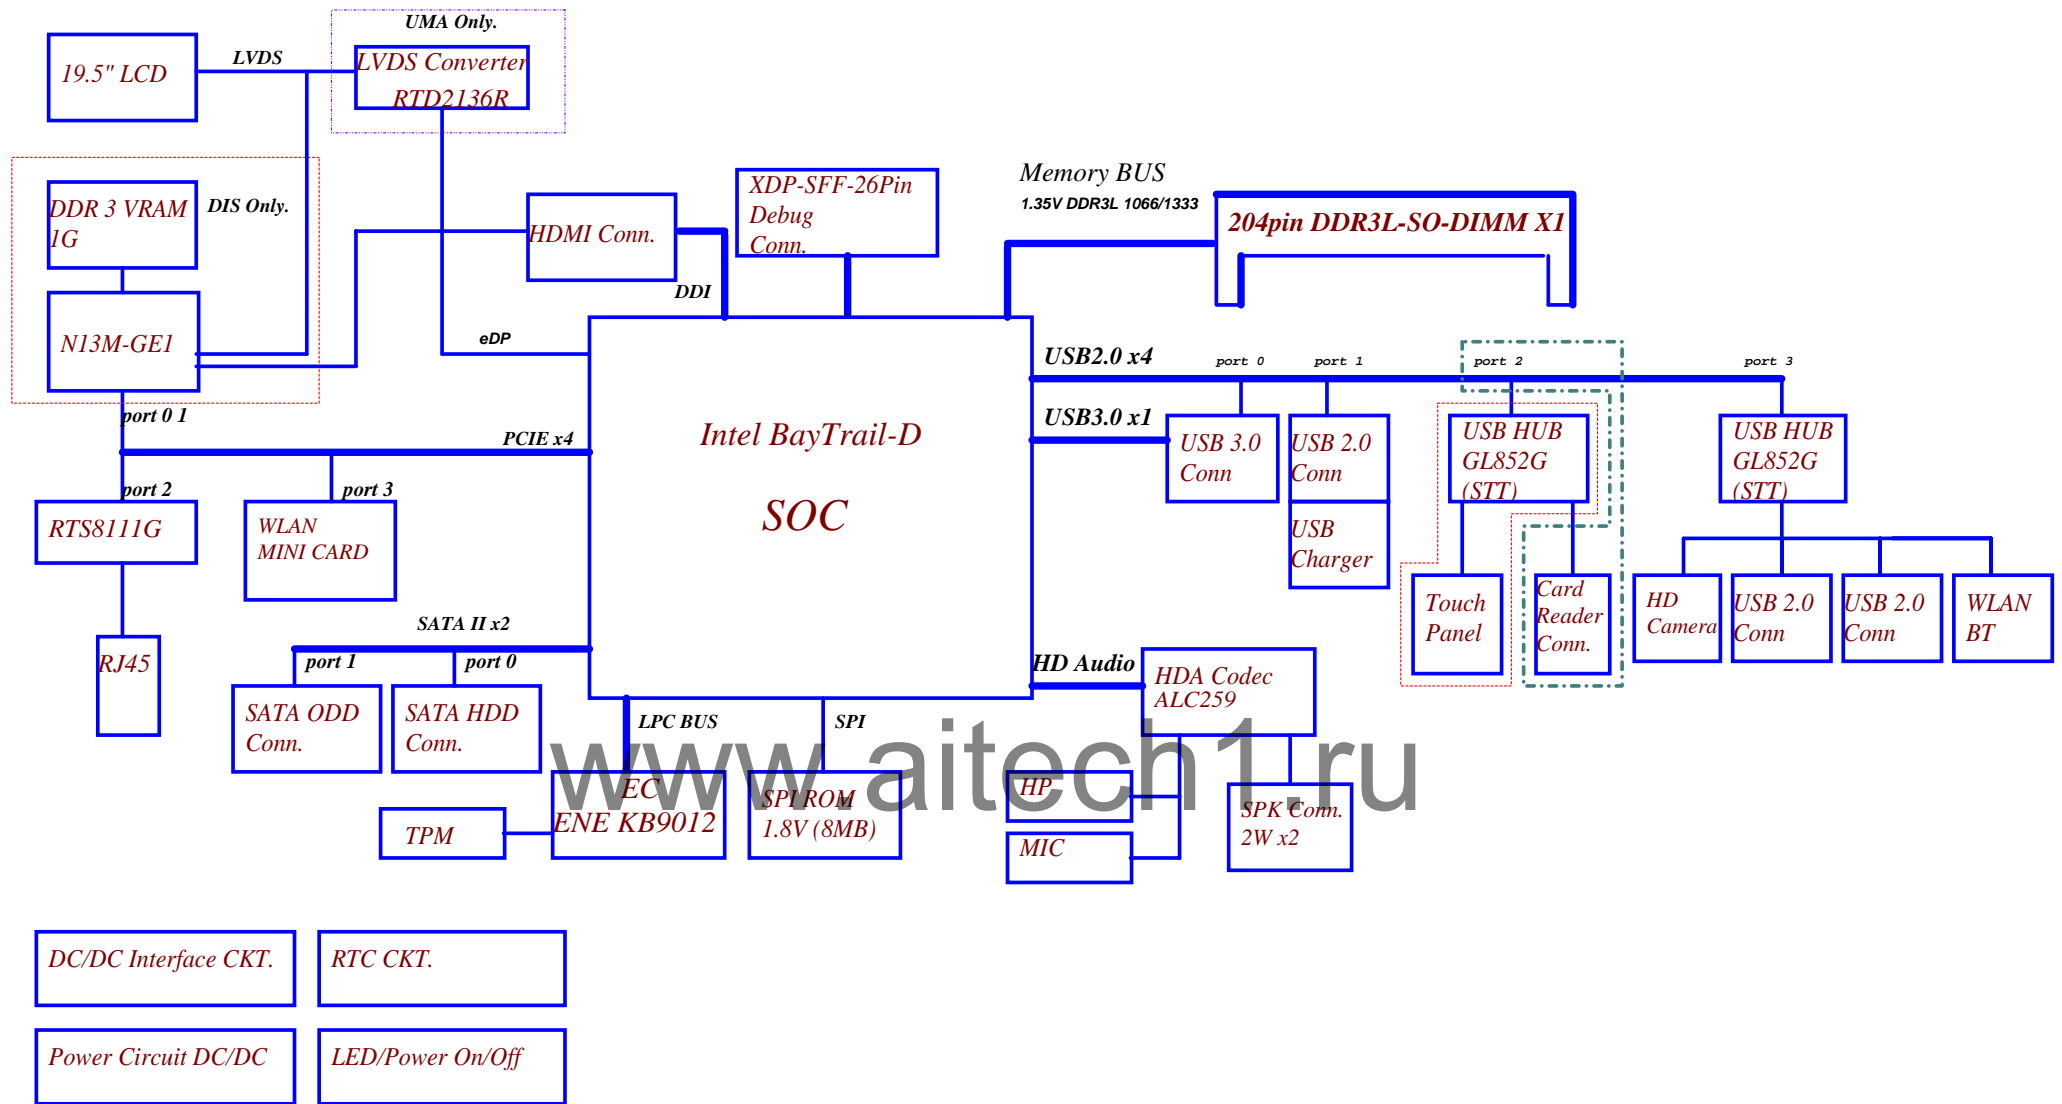 UMA Only.
19.5" LCD
LVDS
LVDS Converter
RTD2136R
DDR 3 VRAM
1G
DIS Only.
N13M-GE1
HDMI Conn.
DDI
eDP
XDP-SFF-26Pin
Debug
Conn.
Memory BUS
1.35V DDR3L 1066/1333
204pin DDR3L-SO-DIMM X1
Intel BayTrail-D
SOC
port 0 1
PCIE x4
port 2
port 3
RTS8111G
WLAN
MINI CARD
RJ45
SATA II x2
port 1
port 0
SATA ODD
Conn.
SATA HDD
Conn.
USB2.0 x4
port 0
port 1
port 2
port 3
USB3.0 x1
USB 3.0
Conn
USB 2.0
Conn
USB
Charger
USB HUB
GL852G
(STT)
USB HUB
GL852G
(STT)
Touch
Panel
Card
Reader
Conn.
HD
Camera
USB 2.0
Conn
USB 2.0
Conn
WLAN
BT
HD Audio
HDA Codec
ALC259
LPC BUS
SPI
www.aitech1.ru
TPM
EC
ENE KB9012
SPI ROM
1.8V (8MB)
HP
MIC
SPK Conn.
2W x2
DC/DC Interface CKT.
RTC CKT.
Power Circuit DC/DC
LED/Power On/Off